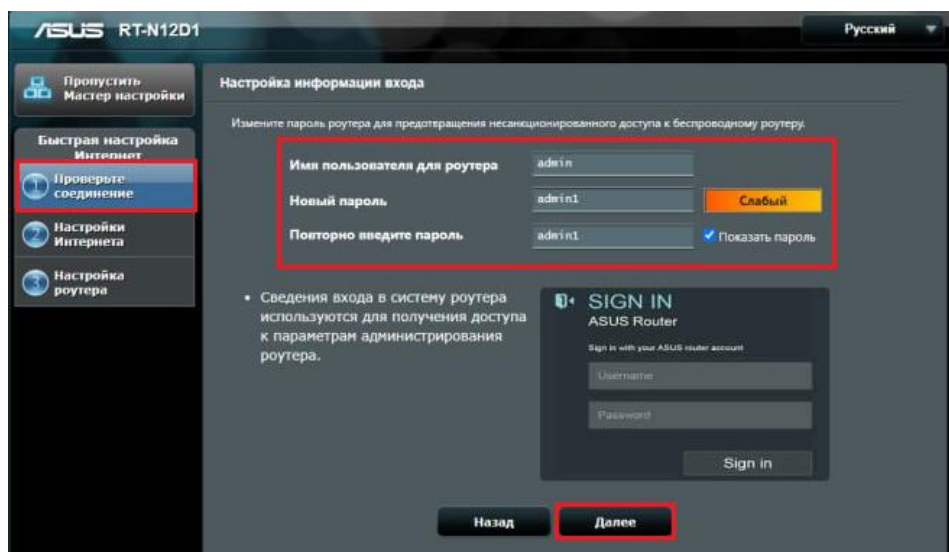 ASUS RT-N12D1
Русский
Пропустить
Мастер настройки
Быстрая настройка
Интернет
1 Проверьте
соединение
2 Настройки
Интернета
3 Настройка
роутера
Настройка информации входа
Измените пароль роутера для предотвращения несанкционированного доступа к беспроводному роутеру.
Имя пользователя для роутера admin
Новый пароль admin1 Слабый
Повторно введите пароль admin1 Показать пароль
• Сведения входа в систему роутера
используются для получения доступа
к параметрам администрирования
роутера.
SIGN IN
ASUS Router
Sign in with your ASUS router account
Username
Password
Sign in
Назад Далее